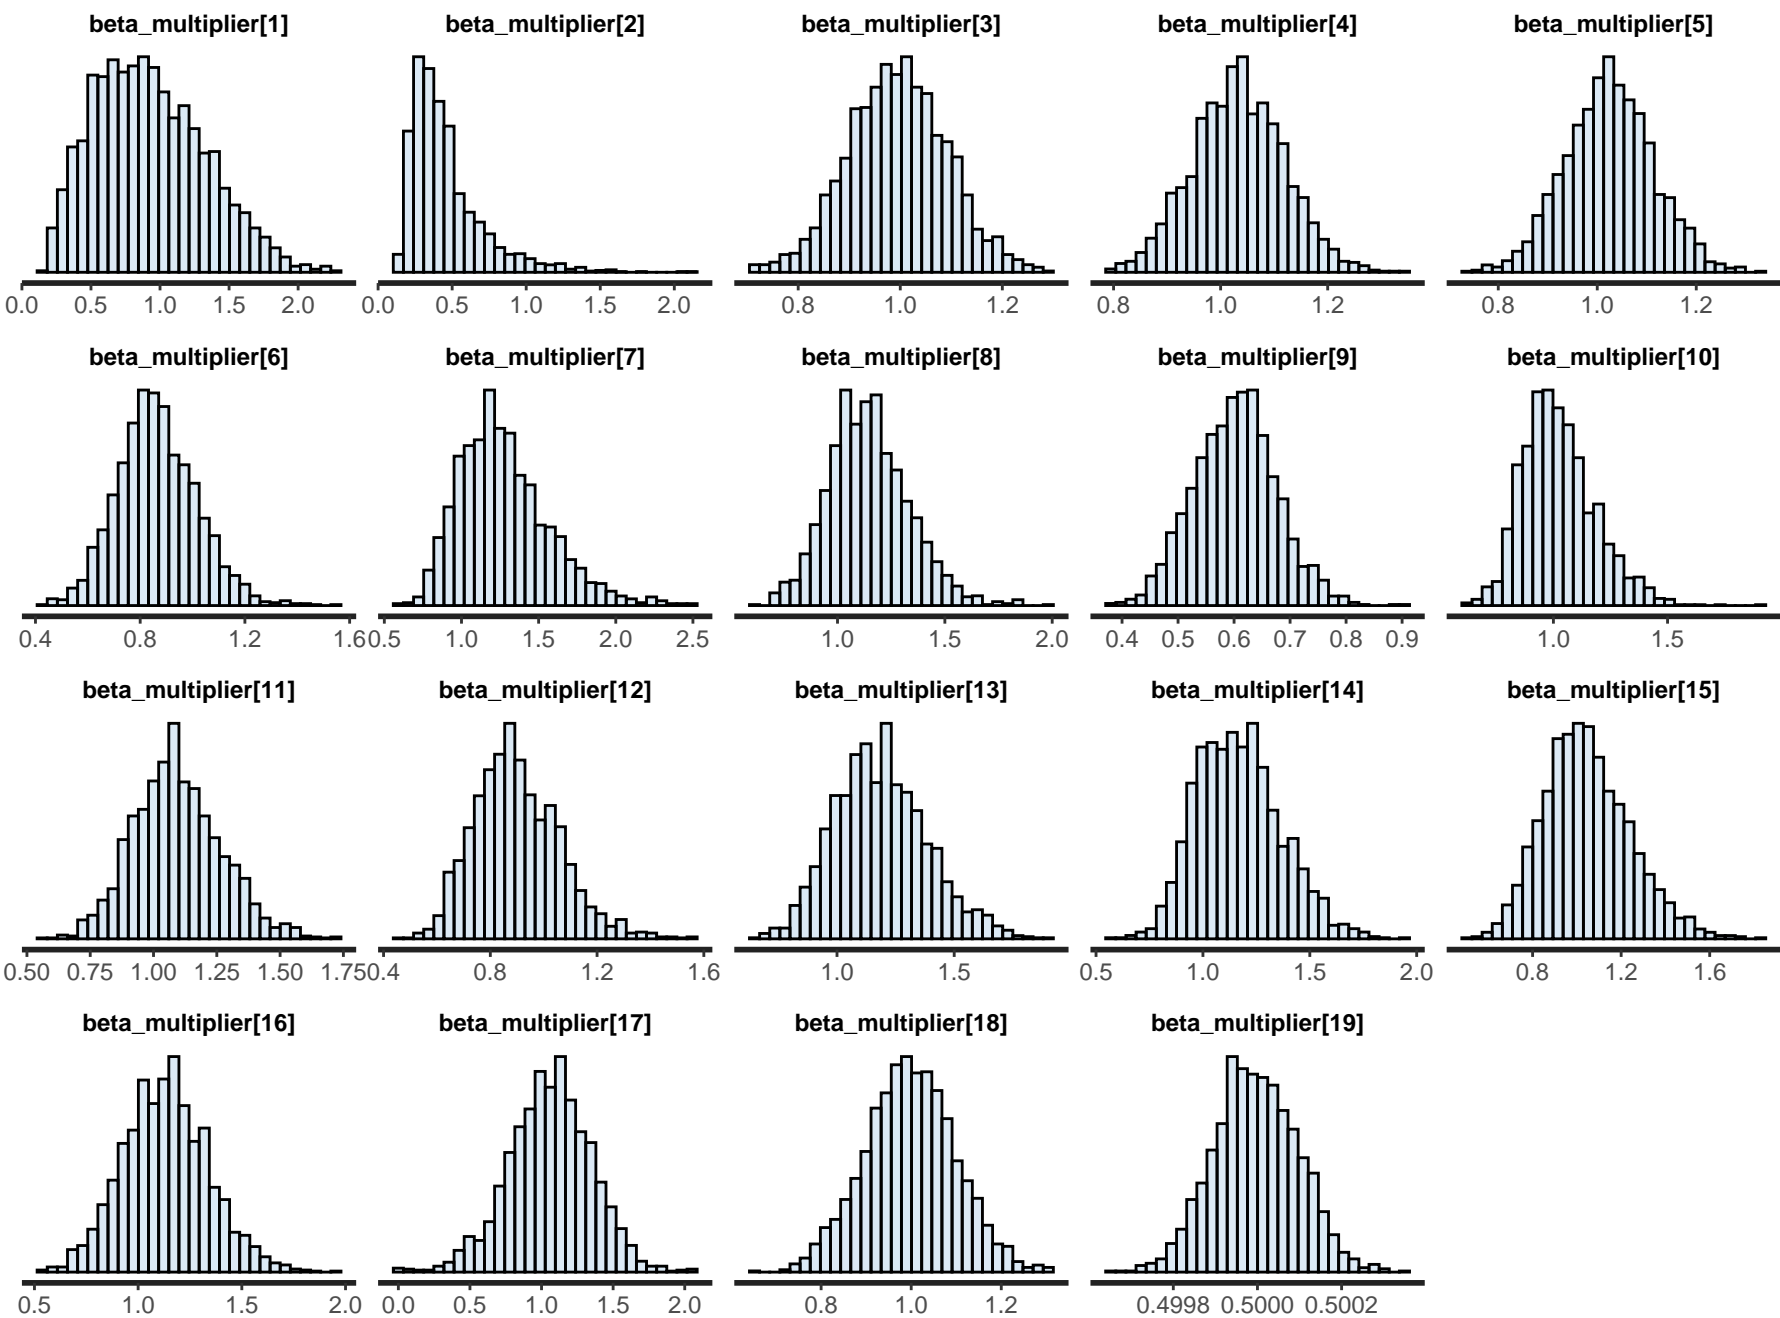 beta_multiplier[1] beta_multiplier[2] beta_multiplier[3] beta_multiplier[4] beta_multiplier[5]
0.0 0.5 1.0 1.5 2.0 0.0 0.5 1.0 1.5 2.0 0.8 1.0 1.2 0.8 1.0 1.2 0.8 1.0 1.2
beta_multiplier[6] beta_multiplier[7] beta_multiplier[8] beta_multiplier[9] beta_multiplier[10]
0.4 0.8 1.2 1.6 0.5 1.0 1.5 2.0 2.5 1.0 1.5 2.0 0.4 0.5 0.6 0.7 0.8 0.9 1.0 1.5
beta_multiplier[11] beta_multiplier[12] beta_multiplier[13] beta_multiplier[14] beta_multiplier[15]
0.50 0.75 1.00 1.25 1.50 1.75 0.4 0.8 1.2 1.6 1.0 1.5 0.5 1.0 1.5 2.0 0.8 1.2 1.6
beta_multiplier[16] beta_multiplier[17] beta_multiplier[18] beta_multiplier[19]
0.5 1.0 1.5 2.0 0.0 0.5 1.0 1.5 2.0 0.8 1.0 1.2 0.4998 0.5000 0.5002